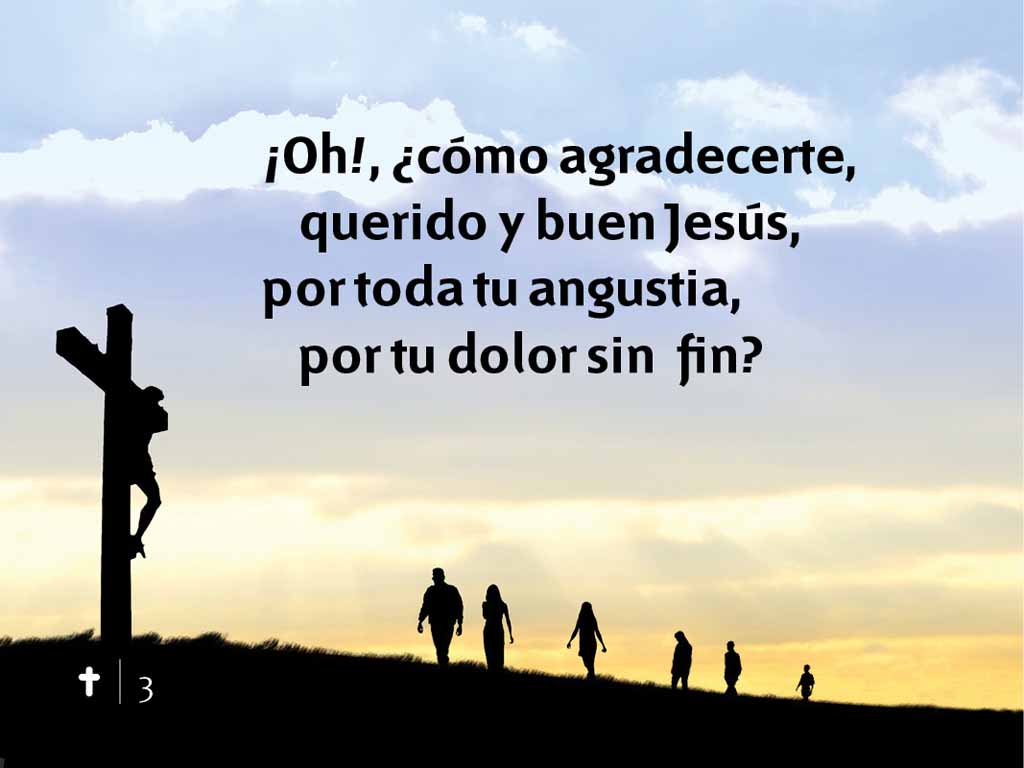 ¡Oh!, ¿cómo agradecerte,
querido y buen Jesús,
por toda tu angustia,
por tu dolor sin fin?
3